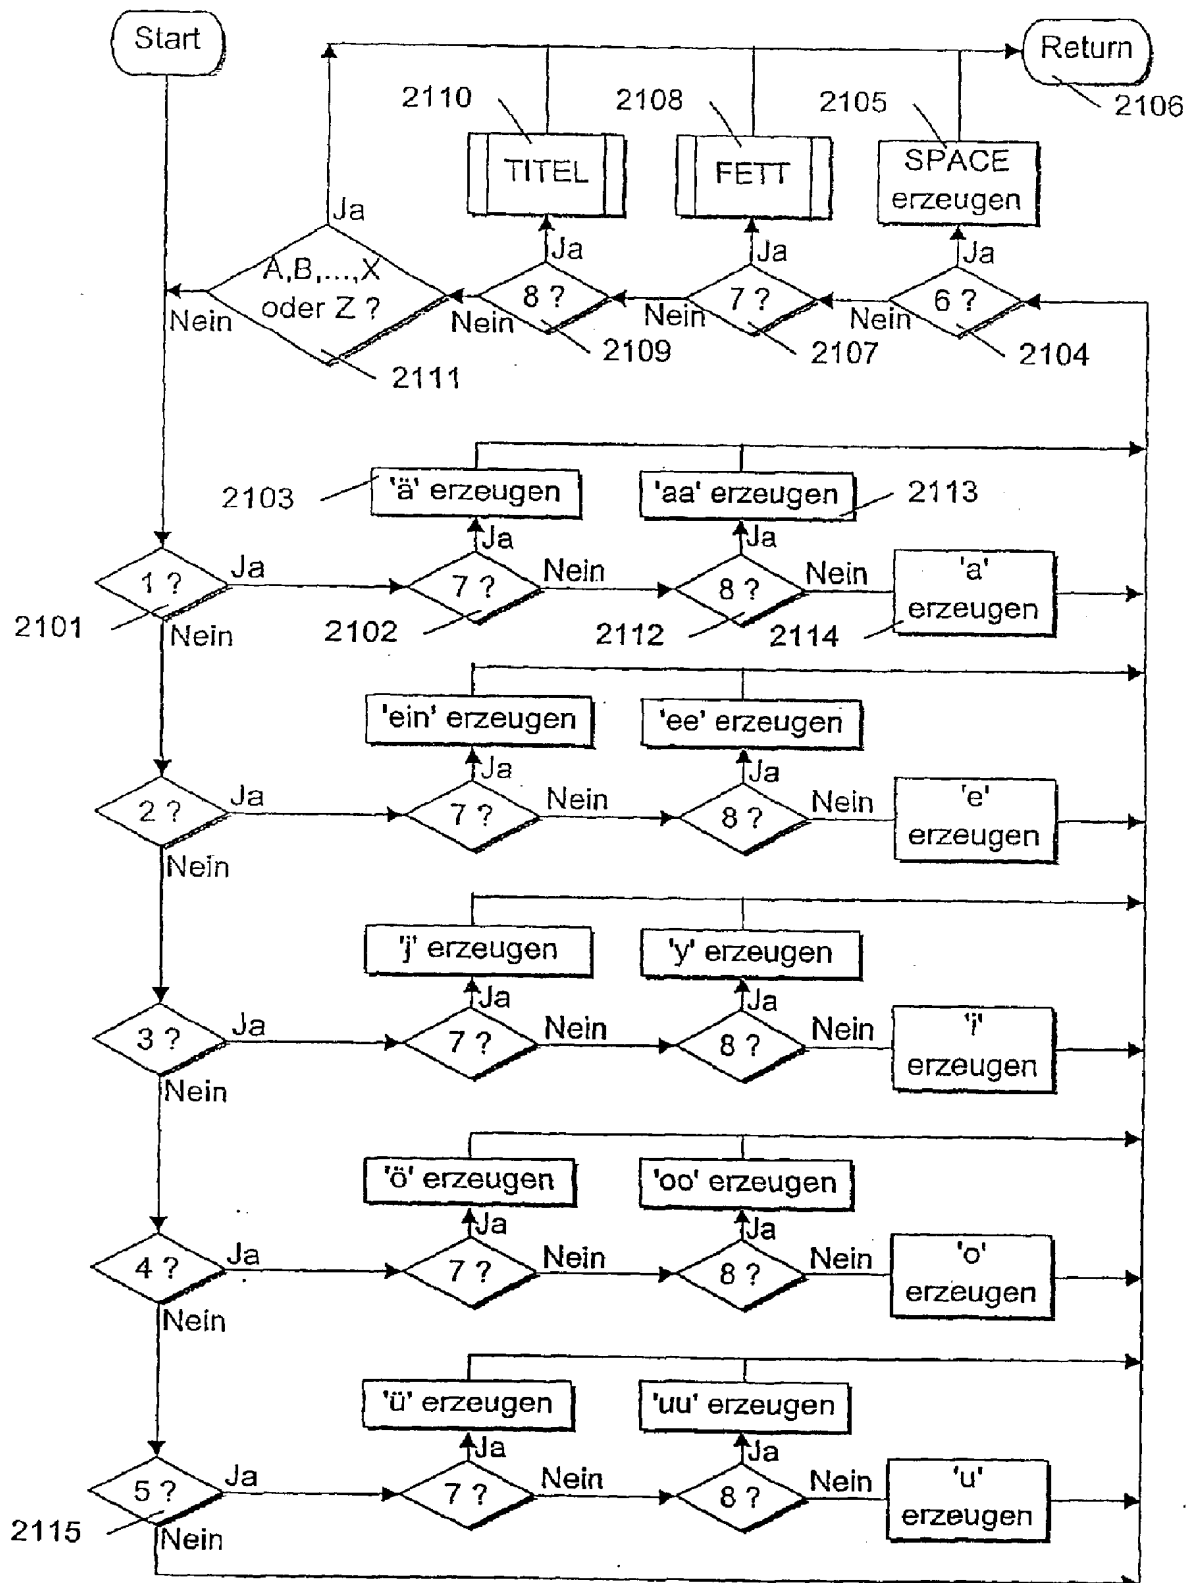 Start
Return
2106
2110
2108
2105
TITEL
FETT
SPACE
erzeugen
Ja
Ja
Ja
Ja
A,B,...,X
oder Z ?
8 ?
7 ?
6 ?
Nein
Nein
Nein
Nein
2111
2109
2107
2104
2103
'ä' erzeugen
'aa' erzeugen
2113
Ja
Ja
1 ?
Ja
7 ?
Nein
8 ?
Nein
'a'
erzeugen
2101
Nein
2102
2112
2114
'ein' erzeugen
'ee' erzeugen
Ja
Ja
2 ?
Ja
7 ?
Nein
8 ?
Nein
'e'
erzeugen
Nein
'j' erzeugen
'y' erzeugen
Ja
Ja
3 ?
Ja
7 ?
Nein
8 ?
Nein
'i'
erzeugen
Nein
'ö' erzeugen
'oo' erzeugen
Ja
Ja
4 ?
Ja
7 ?
Nein
8 ?
Nein
'o'
erzeugen
Nein
'ü' erzeugen
'uu' erzeugen
Ja
Ja
5 ?
Ja
7 ?
Nein
8 ?
Nein
'u'
erzeugen
2115
Nein